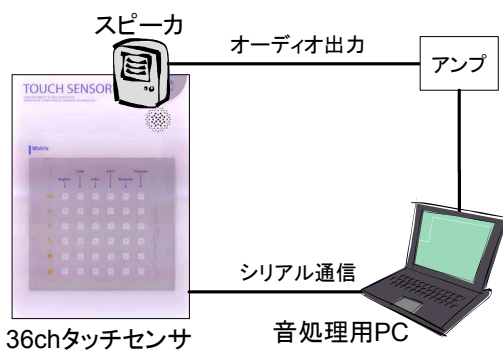 スピーカ
オーディオ出力
アンプ
TOUCH SENSOR
Matrix
シリアル通信
36chタッチセンサ
音処理用PC